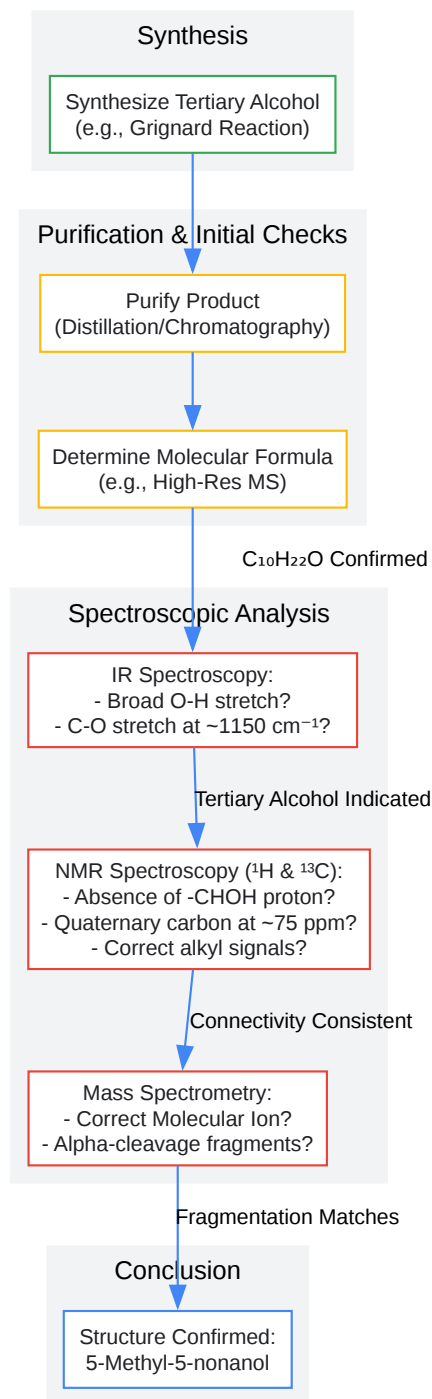 Synthesis
Synthesize Tertiary Alcohol
(e.g., Grignard Reaction)
Purification & Initial Checks
Purify Product
(Distillation/Chromatography)
Determine Molecular Formula
(e.g., High-Res MS)
C₁₀H₂₂O Confirmed
Spectroscopic Analysis
IR Spectroscopy:
- Broad O-H stretch?
- C-O stretch at ~1150 cm⁻¹?
Tertiary Alcohol Indicated
NMR Spectroscopy (¹H & ¹³C):
- Absence of -CHOH proton?
- Quaternary carbon at ~75 ppm?
- Correct alkyl signals?
Connectivity Consistent
Mass Spectrometry:
- Correct Molecular Ion?
- Alpha-cleavage fragments?
Fragmentation Matches
Conclusion
Structure Confirmed:
5-Methyl-5-nonanol